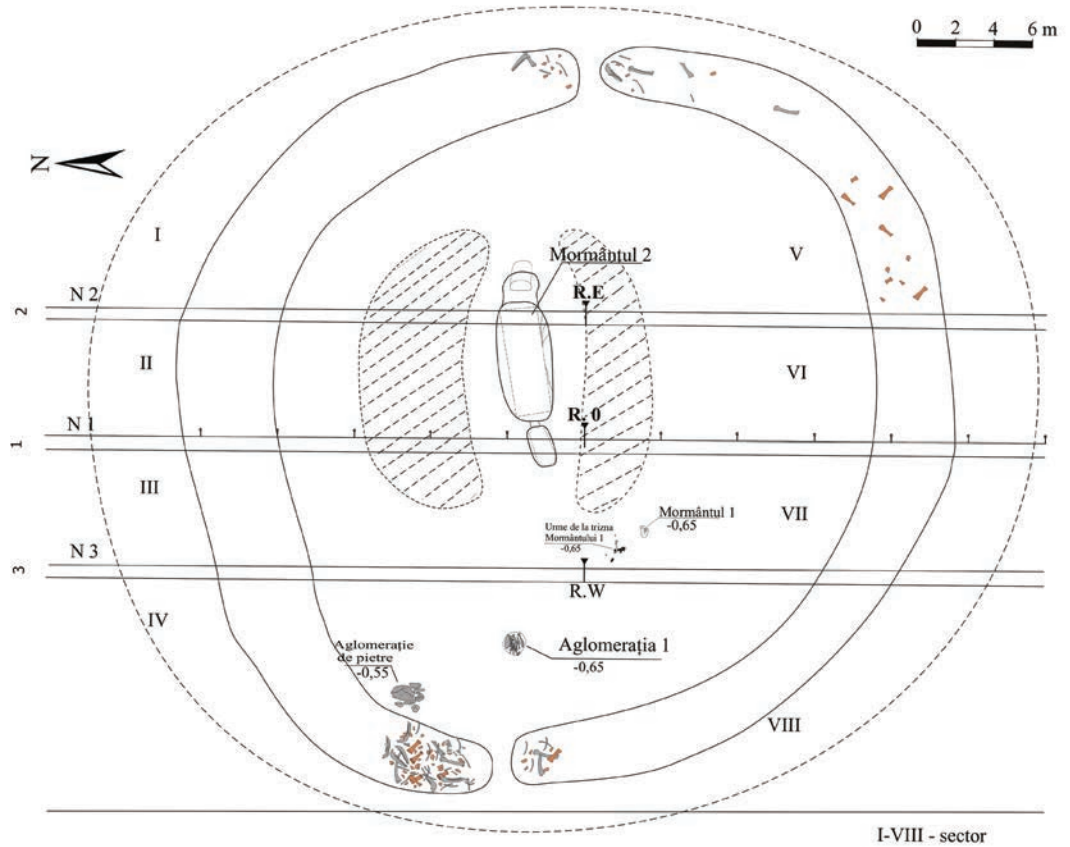 0 2 4 6 m
N
I
V
Mormântul 2
N 2
R.E
2
II
VI
N 1
R. 0
1
III
VII
Urme de la trizna
Mormântului 1
-0,65
Mormântul 1
-0,65
N 3
3
R.W
IV
Aglomerație
de pietre
-0,55
Aglomerația 1
-0,65
VIII
I-VIII - sector